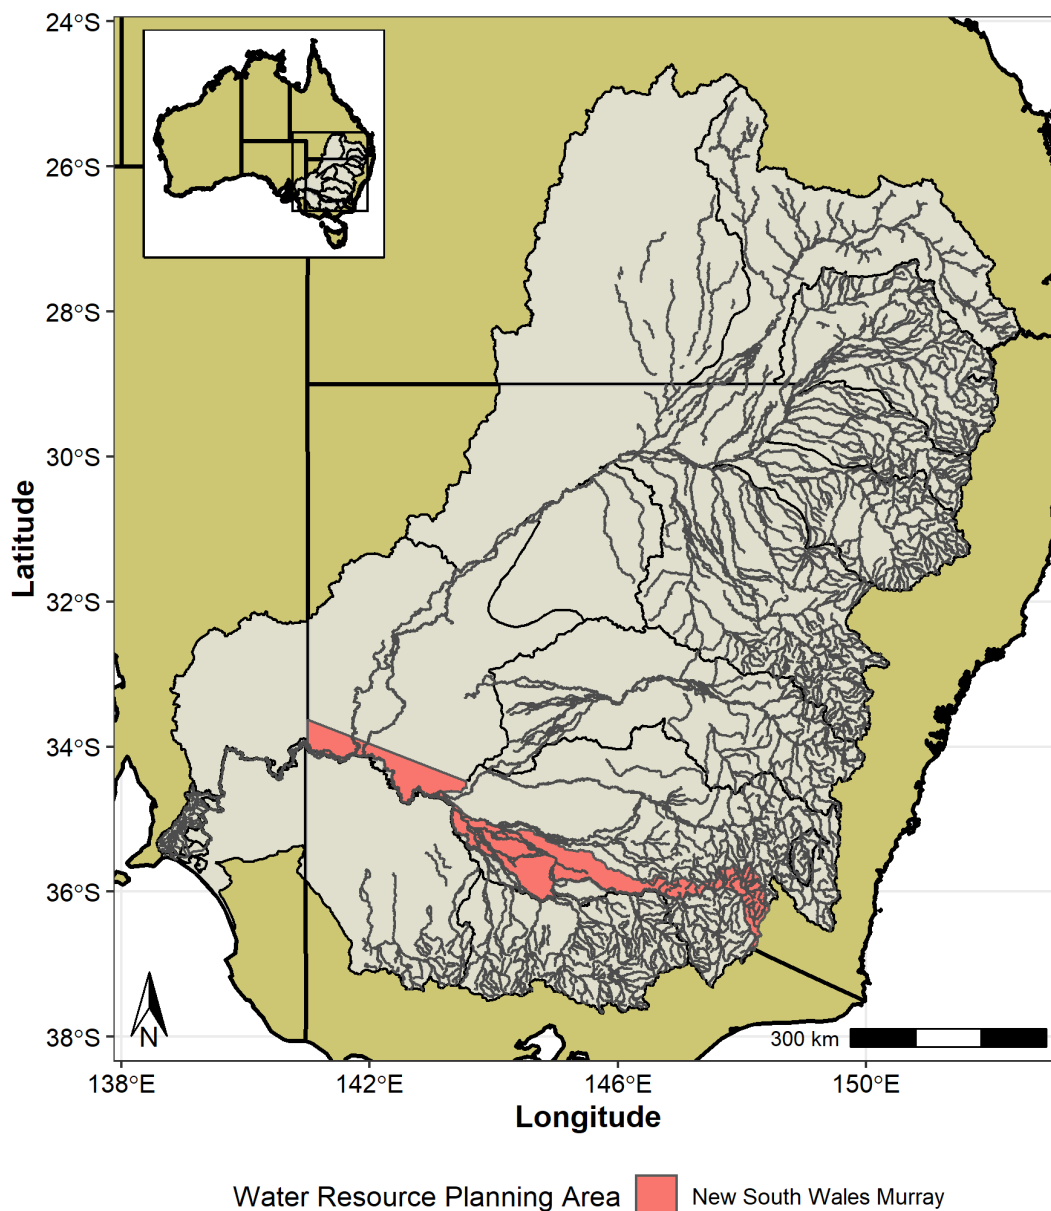 24°S
26°S
28°S
30°S
32°S
34°S
36°S
38°S
Latitude
N
300 km
138°E
142°E
146°E
150°E
Longitude
Water Resource Planning Area
New South Wales Murray